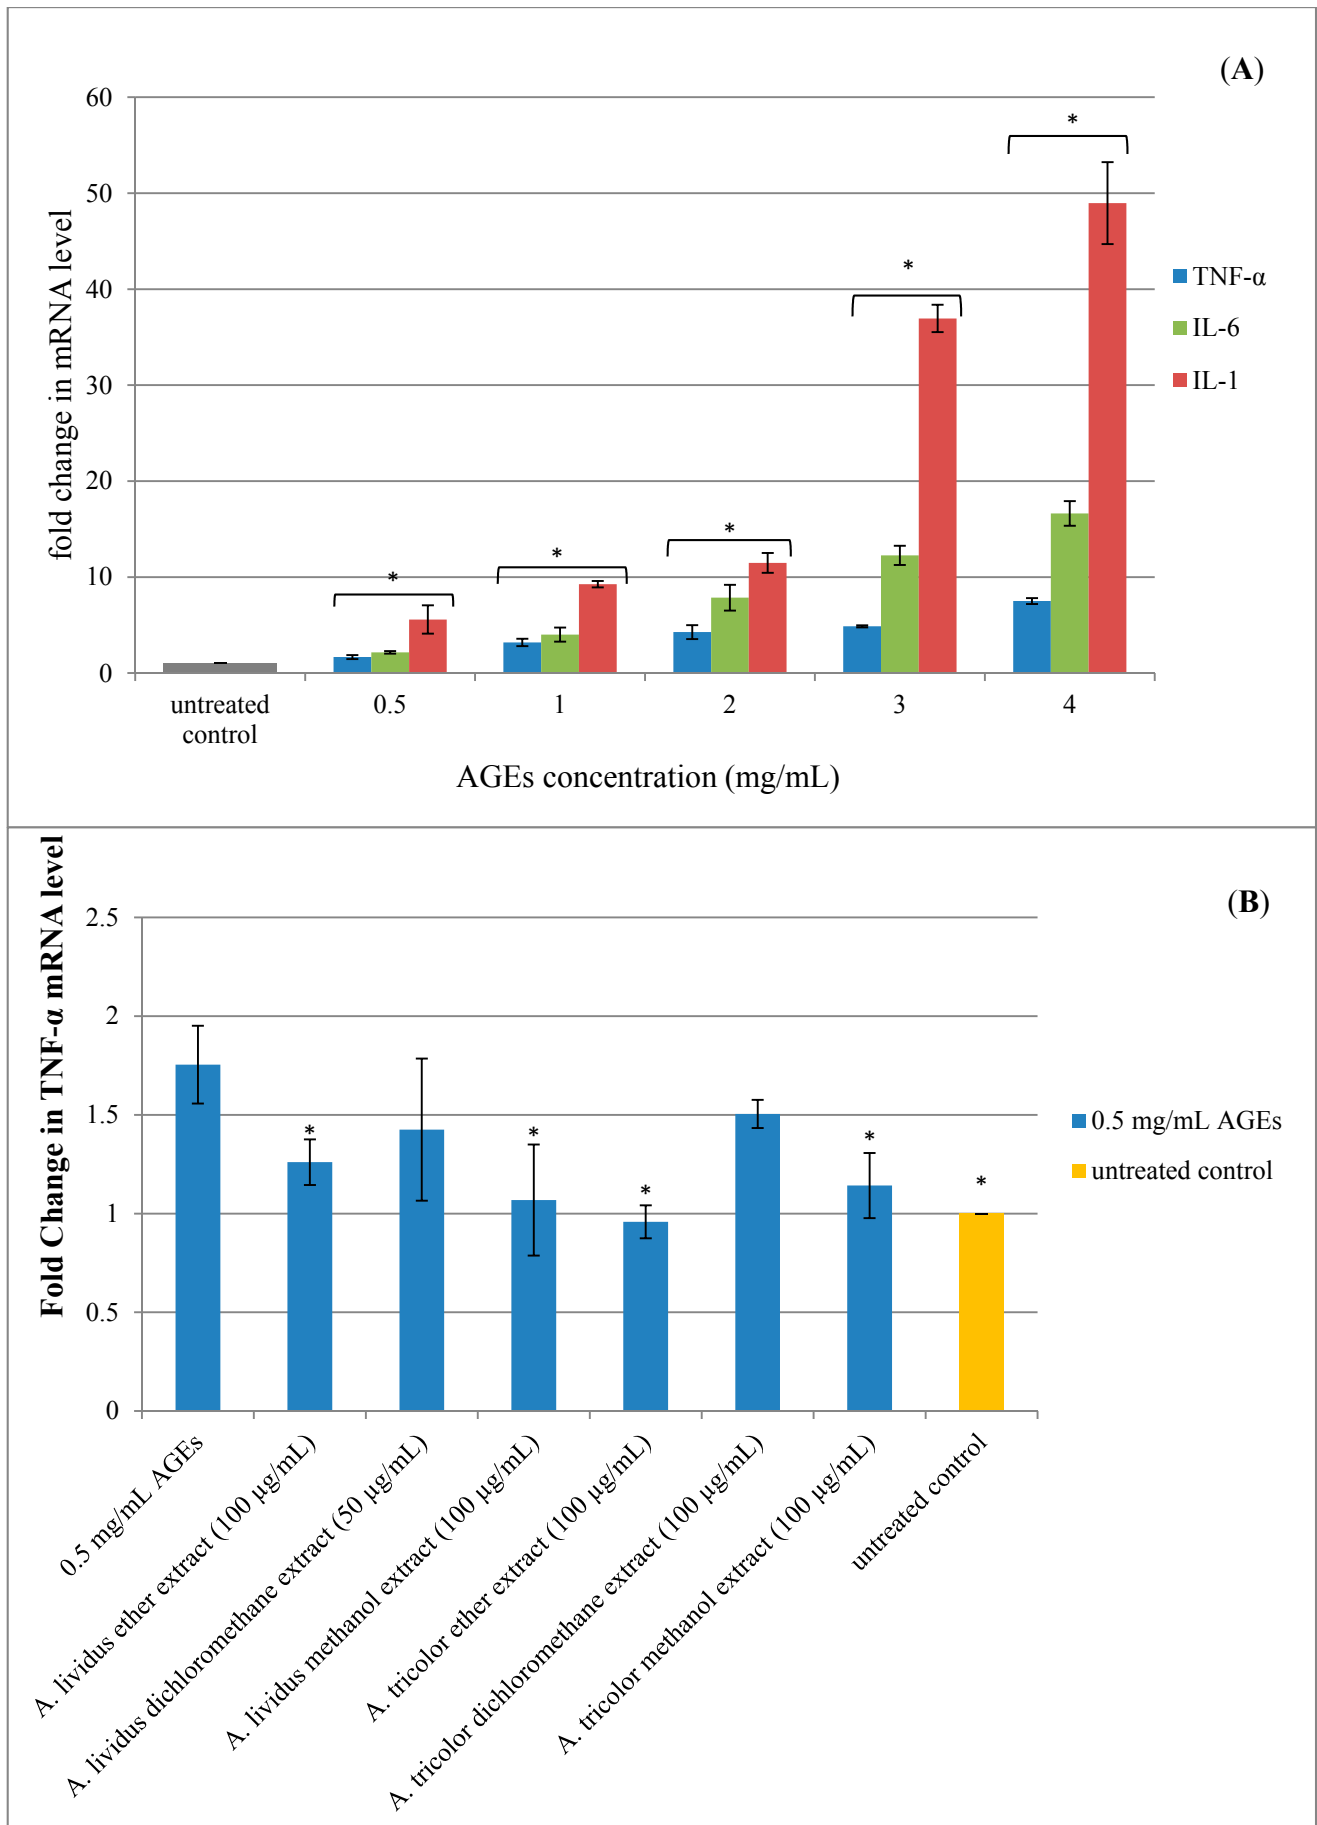 (A)
fold change in mRNA level
60
50
40
30
20
10
0
*
*
*
*
*
TNF-α
IL-6
IL-1
untreated
control
0.5
1
2
3
4
AGEs concentration (mg/mL)
(B)
Fold Change in TNF-α mRNA level
2.5
2
1.5
1
0.5
0
*
*
*
*
*
0.5 mg/mL AGEs
untreated control
0.5 mg/mL AGEs
A. lividus ether extract (100 µg/mL)
A. lividus dichloromethane extract (50 µg/mL)
A. lividus methanol extract (100 µg/mL)
A. tricolor ether extract (100 µg/mL)
A. tricolor dichloromethane extract (100 µg/mL)
A. tricolor methanol extract (100 µg/mL)
untreated control